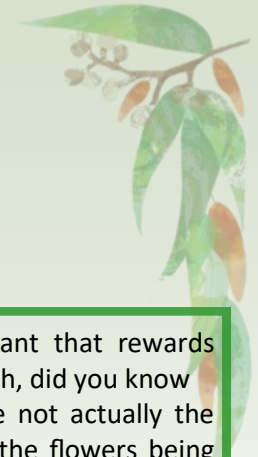 ant that rewards
h, did you know
e not actually the
the flowers being